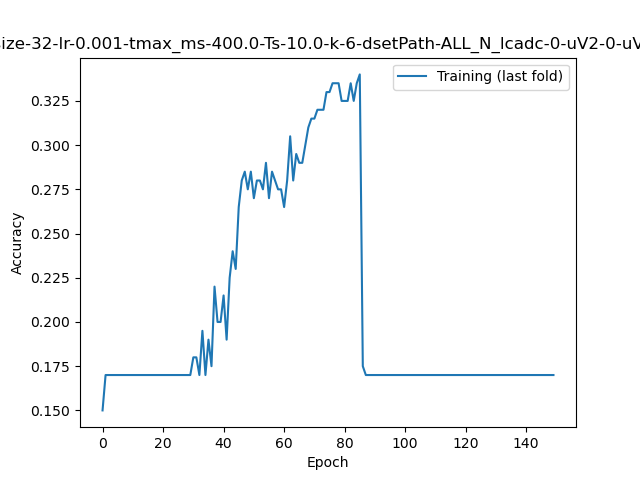 size-32-lr-0.001-tmax_ms-400.0-Ts-10.0-k-6-dsetPath-ALL_N_lcadc-0-uV2-0-uV
Training (last fold)
Accuracy
0.325
0.300
0.275
0.250
0.225
0.200
0.175
0.150
0 20 40 60 80 100 120 140
Epoch